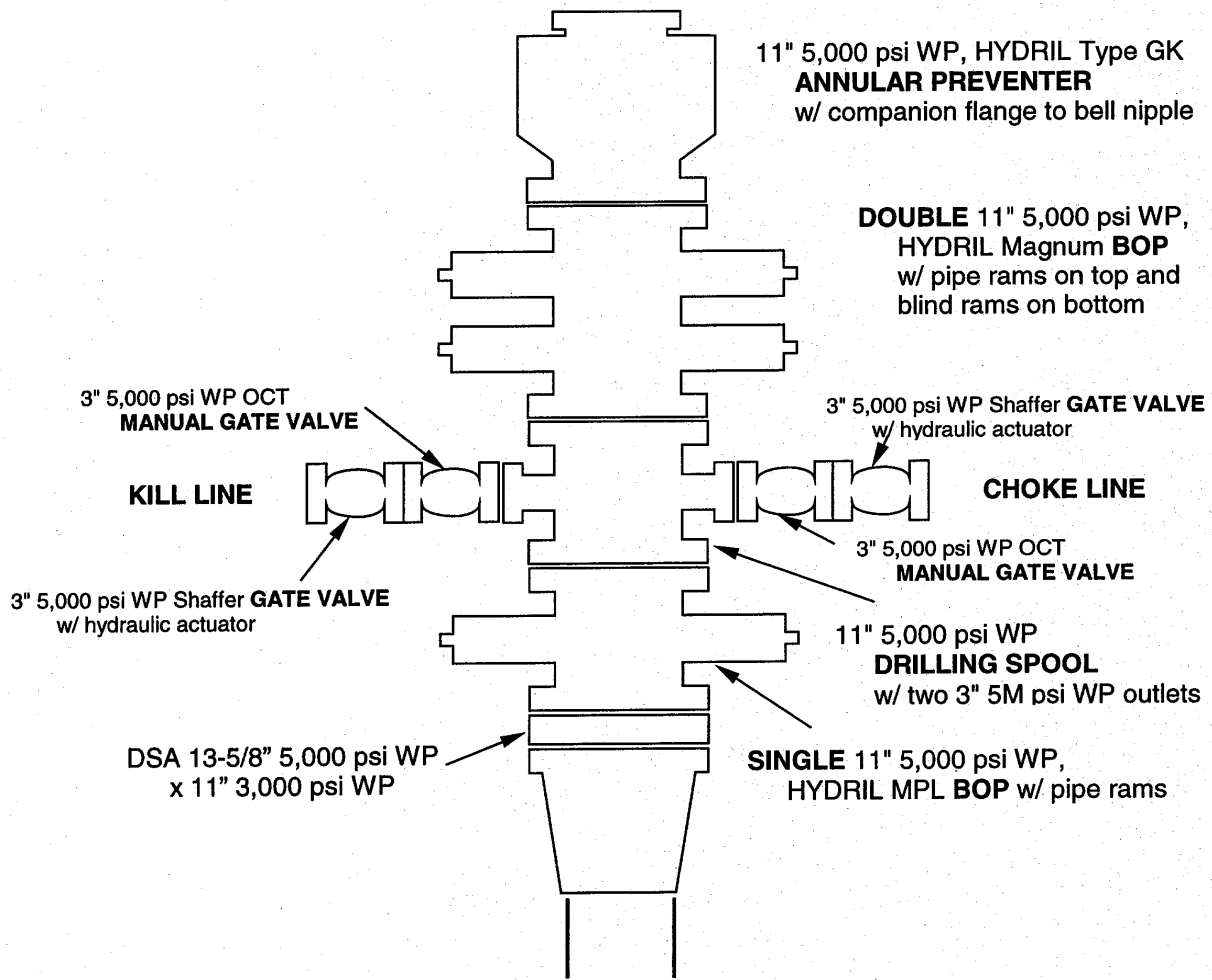 11" 5,000 psi WP, HYDRIL Type GK
ANNULAR PREVENTER
w/ companion flange to bell nipple
DOUBLE 11" 5,000 psi WP,
HYDRIL Magnum BOP
w/ pipe rams on top and
blind rams on bottom
3" 5,000 psi WP OCT
MANUAL GATE VALVE
3" 5,000 psi WP Shaffer GATE VALVE
w/ hydraulic actuator
KILL LINE
CHOKE LINE
3" 5,000 psi WP OCT
MANUAL GATE VALVE
3" 5,000 psi WP Shaffer GATE VALVE
w/ hydraulic actuator
11" 5,000 psi WP
DRILLING SPOOL
w/ two 3" 5M psi WP outlets
DSA 13-5/8” 5,000 psi WP
x 11” 3,000 psi WP
SINGLE 11" 5,000 psi WP,
HYDRIL MPL BOP w/ pipe rams